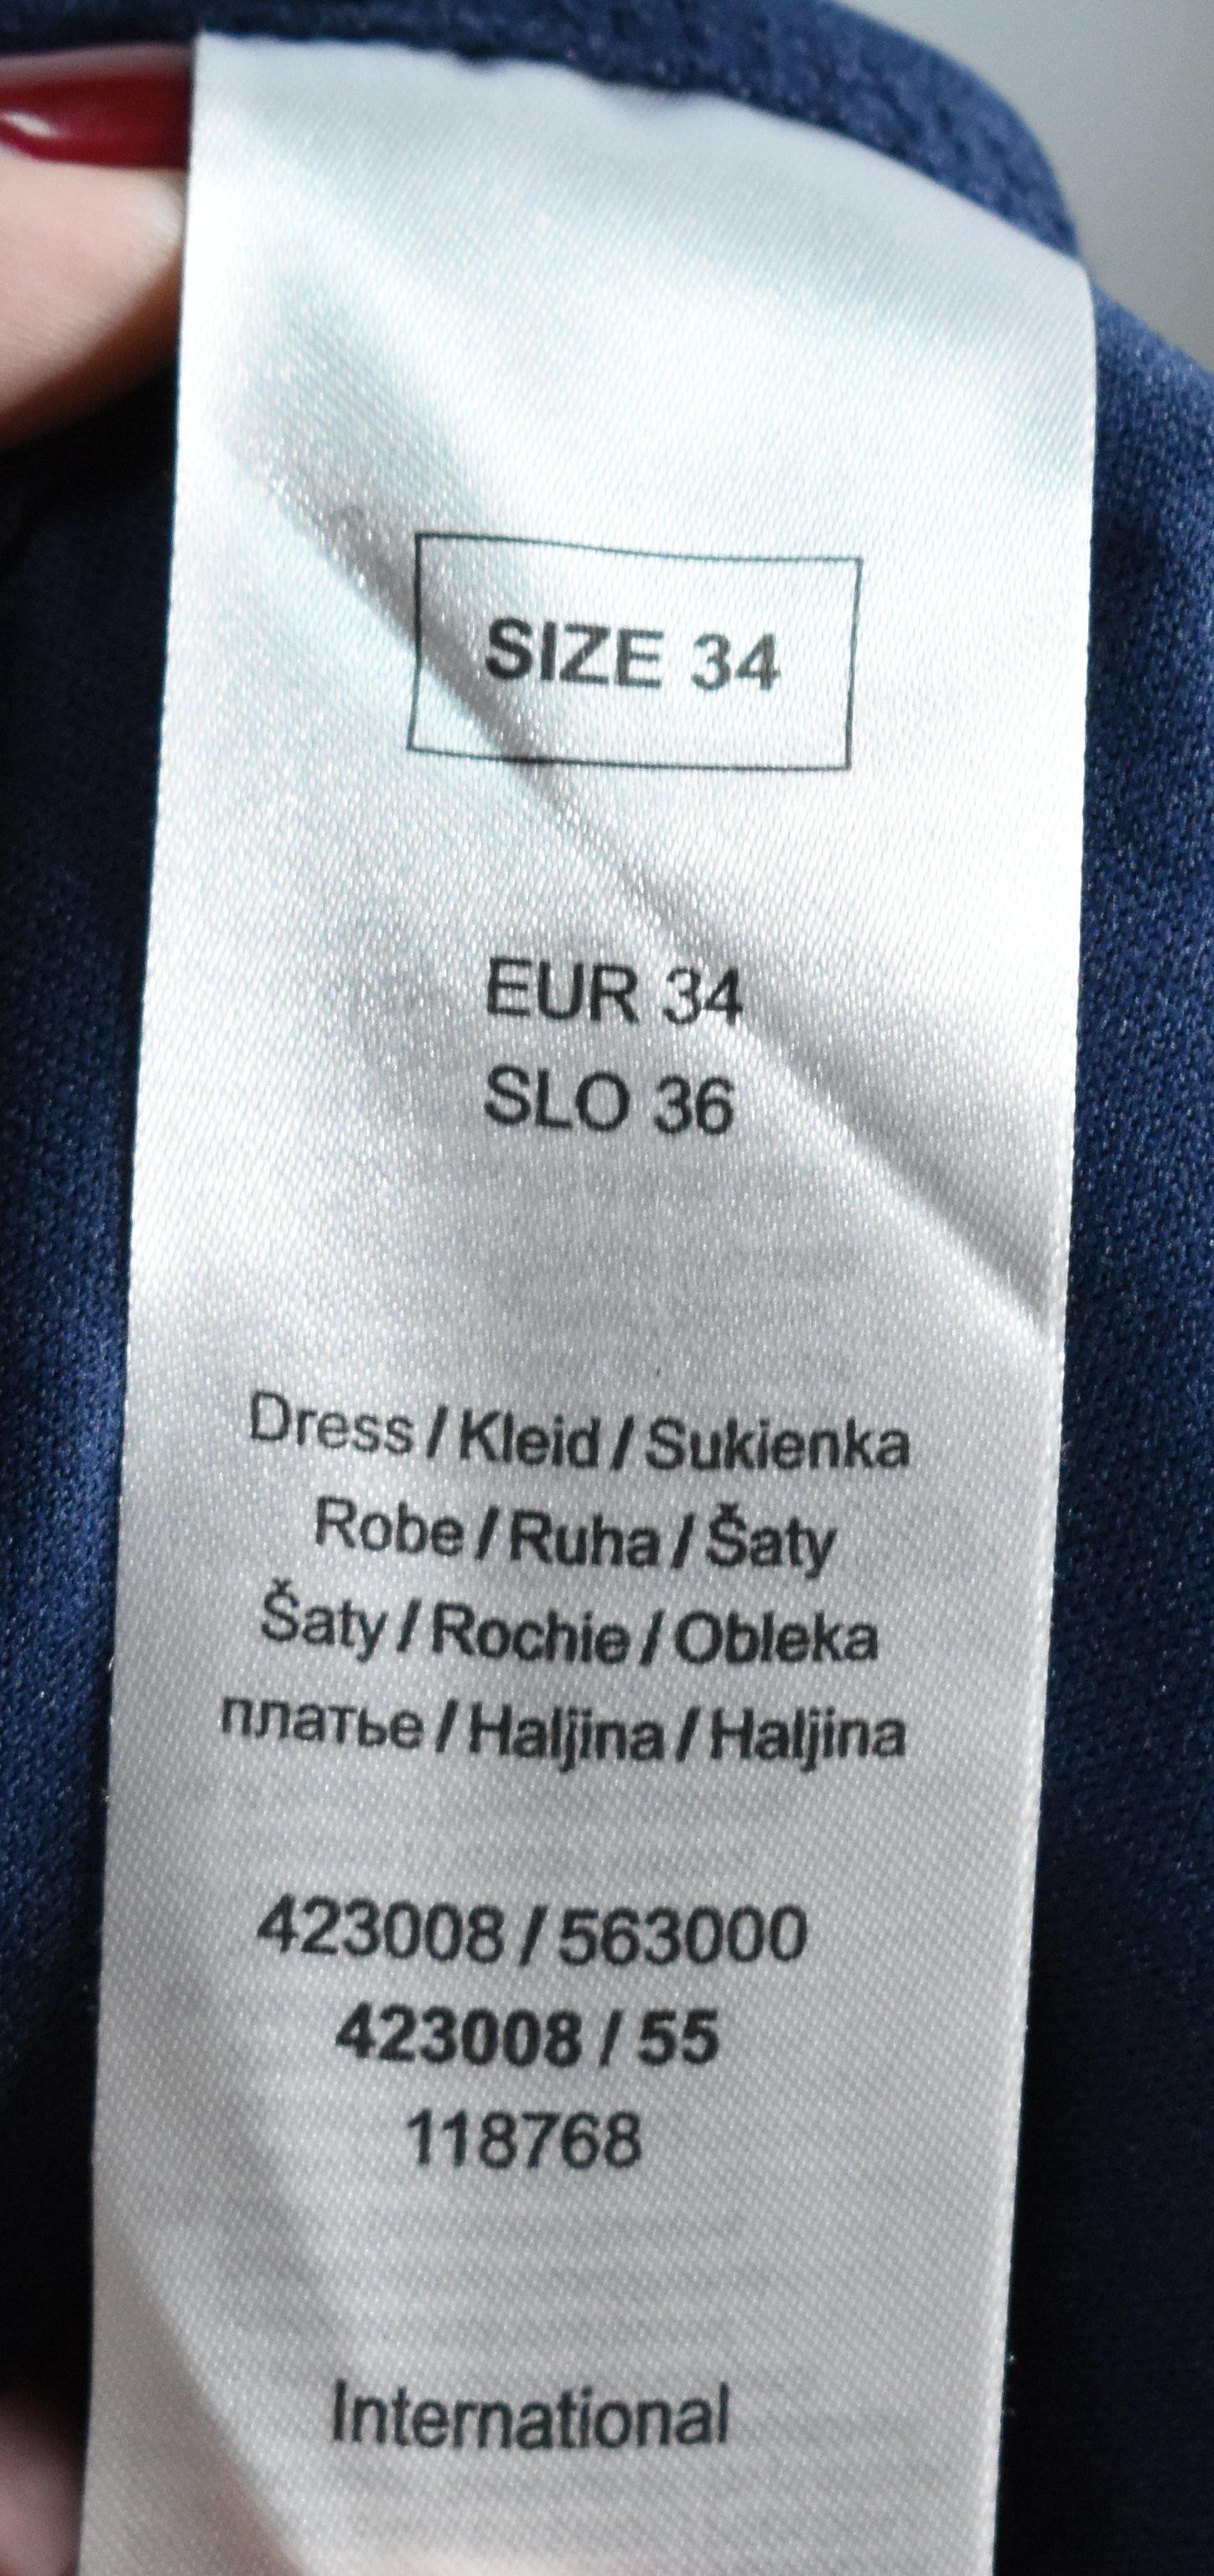 SIZE 34
EUR 34
SLO 36
Dress / Kleid / Sukienka
Robe / Ruha / Šaty
Šaty / Rochie / Obleka
платье / Haljina / Haljina
423008 / 563000
423008 / 55
118768
International